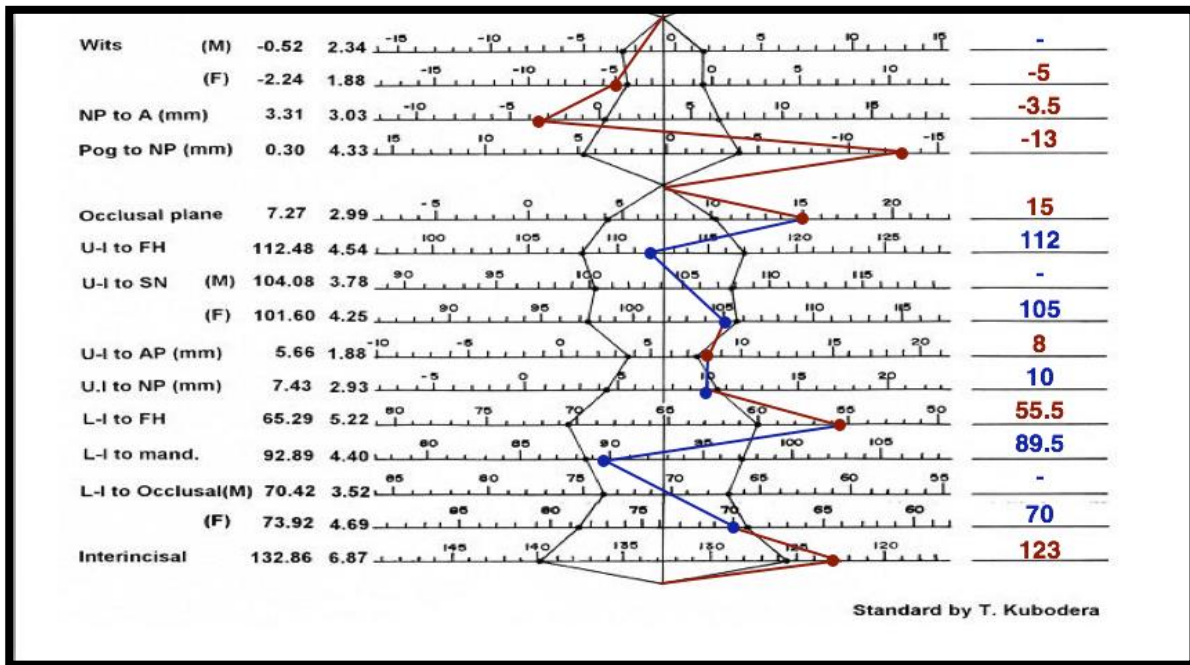 Wits (M) -0.52 2.34 -15 -10 -5 0 5 10 15 -
(F) -2.24 1.88 -15 -10 -5 0 5 10 -5
NP to A (mm) 3.31 3.03 -10 -5 0 5 10 15 -3.5
Pog to NP (mm) 0.30 4.33 15 10 5 0 -5 -10 -15 -13
Occlusal plane 7.27 2.99 -5 0 5 10 15 20 15
U-I to FH 112.48 4.54 100 105 110 115 120 125 112
U-I to SN (M) 104.08 3.78 90 95 100 105 110 115 -
(F) 101.60 4.25 90 95 100 105 110 115 105
U-I to AP (mm) 5.66 1.88 -10 -5 0 5 10 15 20 8
U.I to NP (mm) 7.43 2.93 -5 0 5 10 15 20 10
L-I to FH 65.29 5.22 80 75 70 65 60 55 50 55.5
L-I to mand. 92.89 4.40 80 85 90 95 100 105 89.5
L-I to Occlusal(M) 70.42 3.52 85 80 75 70 65 60 55 -
(F) 73.92 4.69 85 80 75 70 65 60 70
Interincisal 132.86 6.87 145 140 135 130 125 120 123
Standard by T. Kubodera